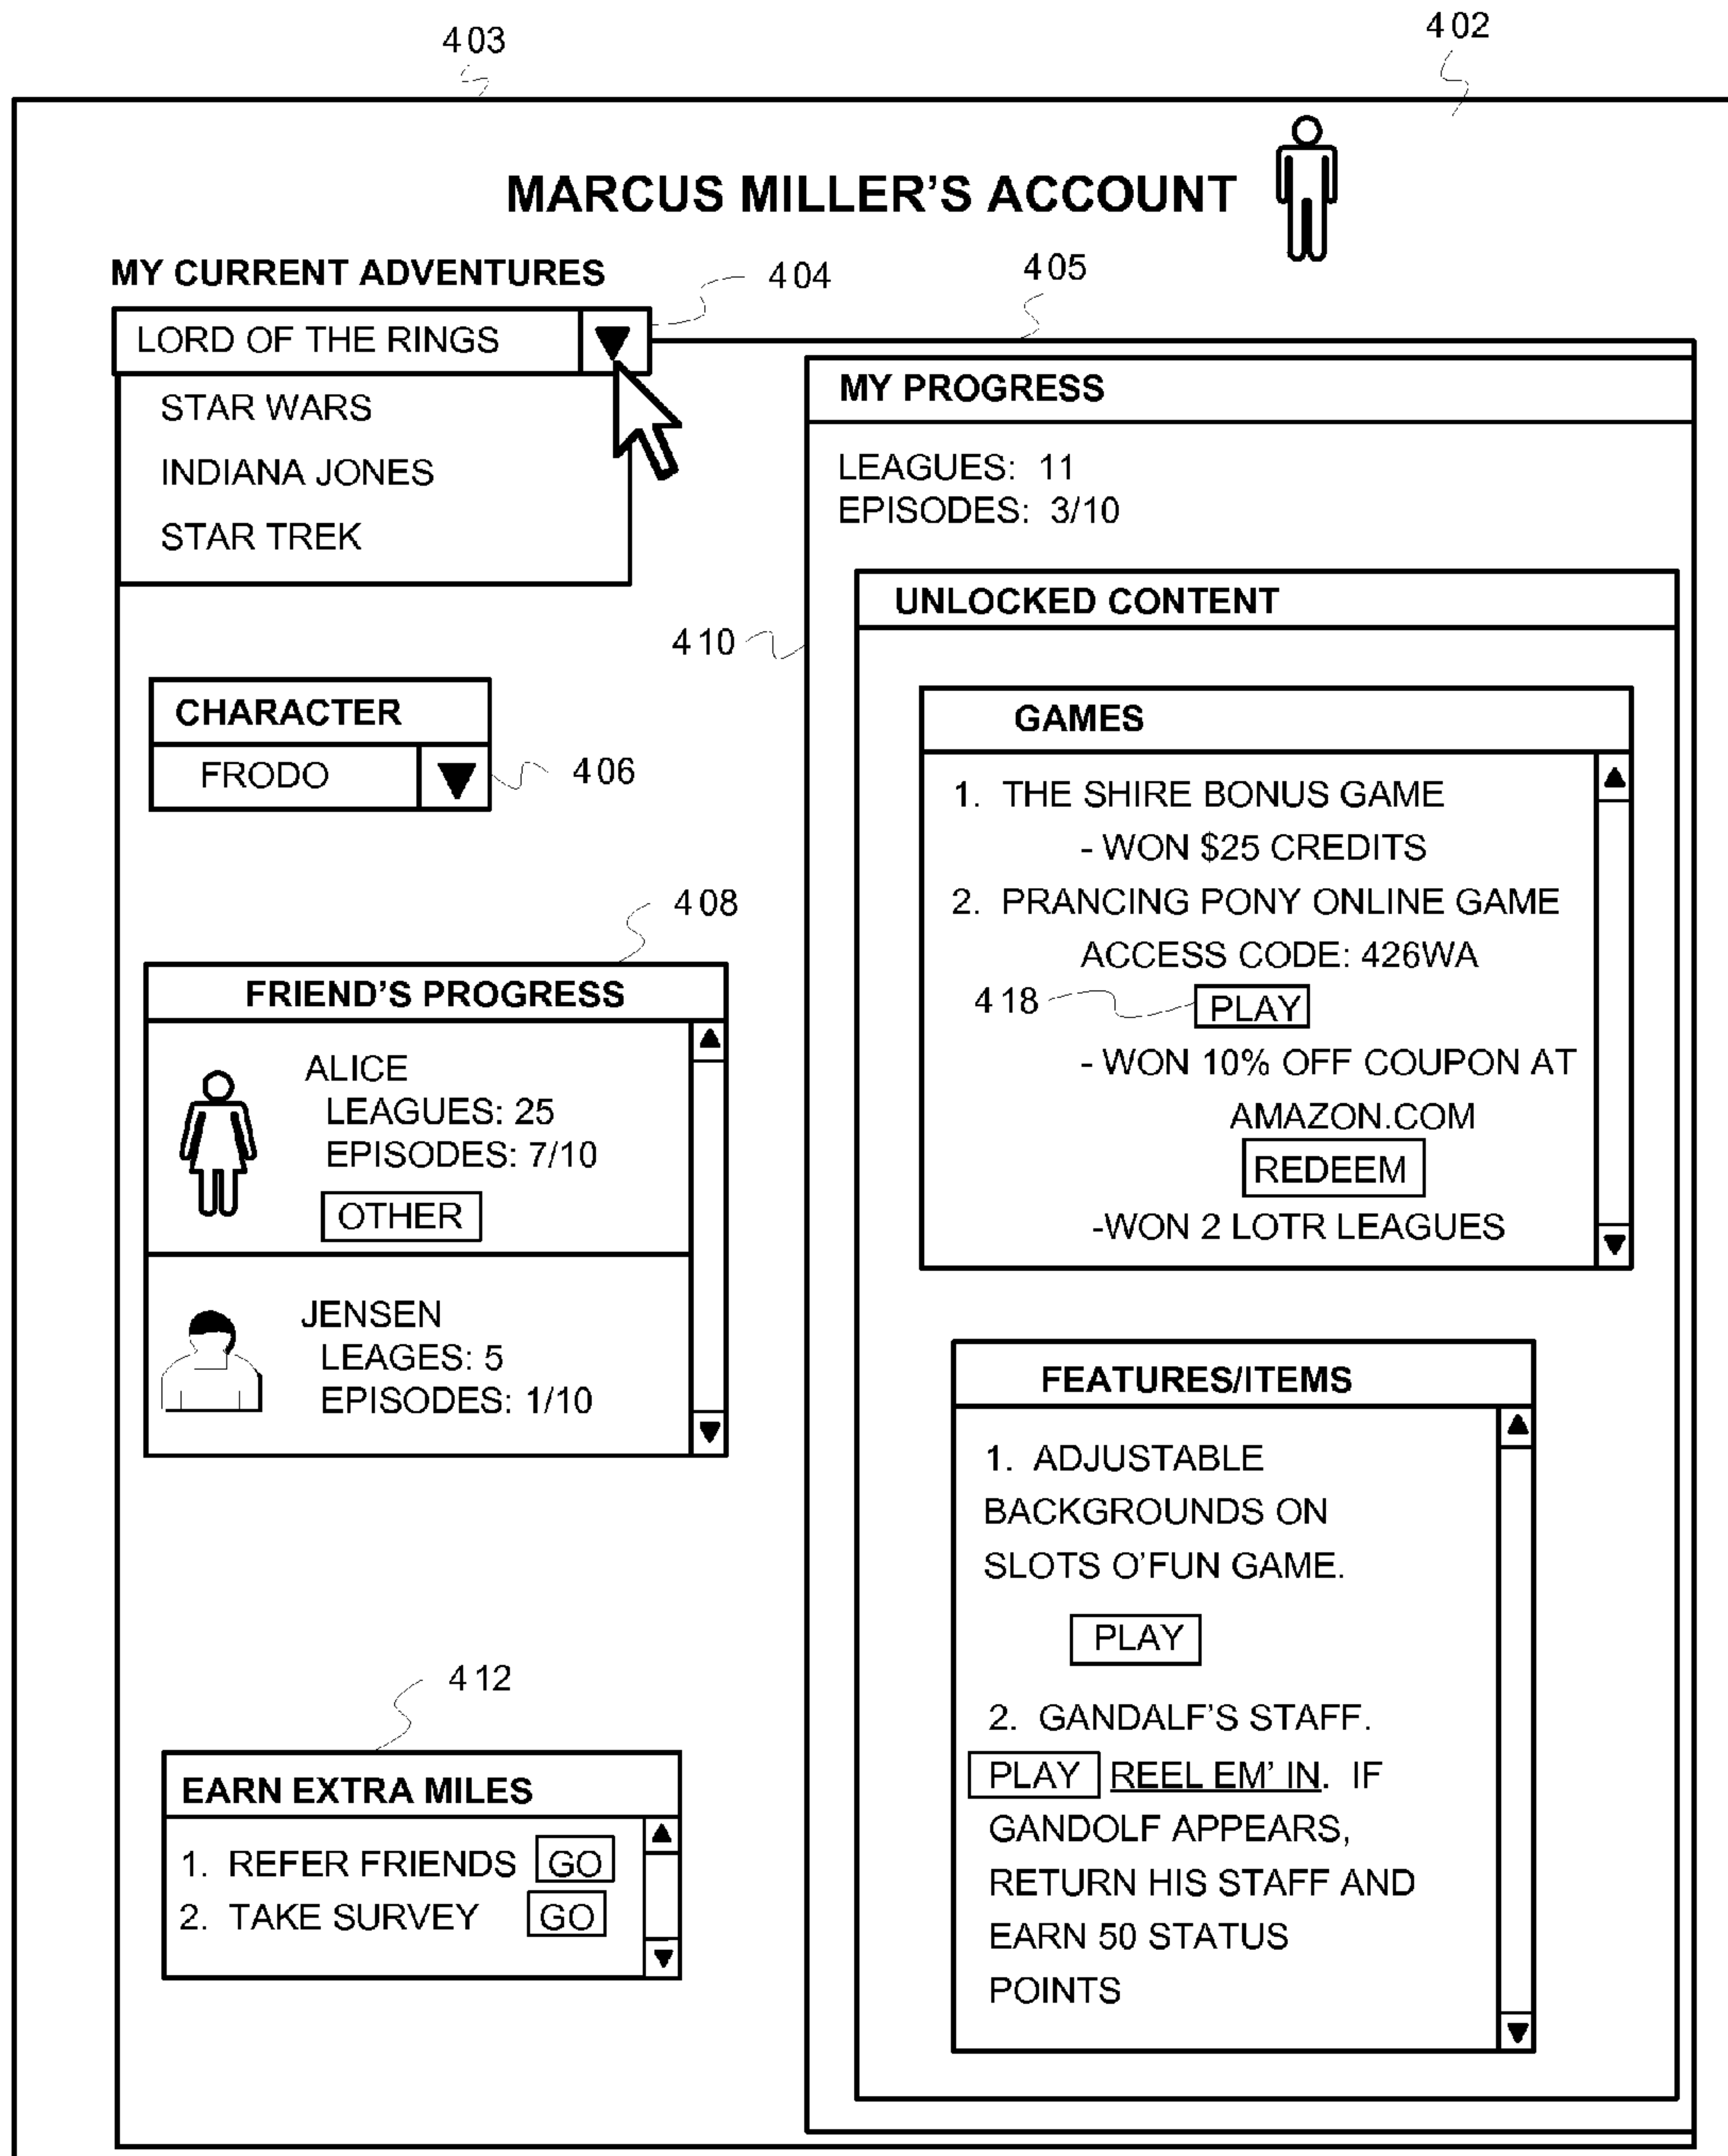 403
402
MARCUS MILLER'S ACCOUNT
MY CURRENT ADVENTURES
404
405
LORD OF THE RINGS
STAR WARS
INDIANA JONES
STAR TREK
CHARACTER
FRODO
406
408
FRIEND'S PROGRESS
ALICE
LEAGUES: 25
EPISODES: 7/10
OTHER
JENSEN
LEAGES: 5
EPISODES: 1/10
412
EARN EXTRA MILES
1. REFER FRIENDS GO
2. TAKE SURVEY GO
MY PROGRESS
LEAGUES: 11
EPISODES: 3/10
410
UNLOCKED CONTENT
GAMES
1. THE SHIRE BONUS GAME
- WON $25 CREDITS
2. PRANCING PONY ONLINE GAME
ACCESS CODE: 426WA
418 PLAY
- WON 10% OFF COUPON AT
AMAZON.COM
REDEEM
-WON 2 LOTR LEAGUES
FEATURES/ITEMS
1. ADJUSTABLE
BACKGROUNDS ON
SLOTS O'FUN GAME.
PLAY
2. GANDALF'S STAFF.
PLAY REEL EM' IN. IF
GANDOLF APPEARS,
RETURN HIS STAFF AND
EARN 50 STATUS
POINTS